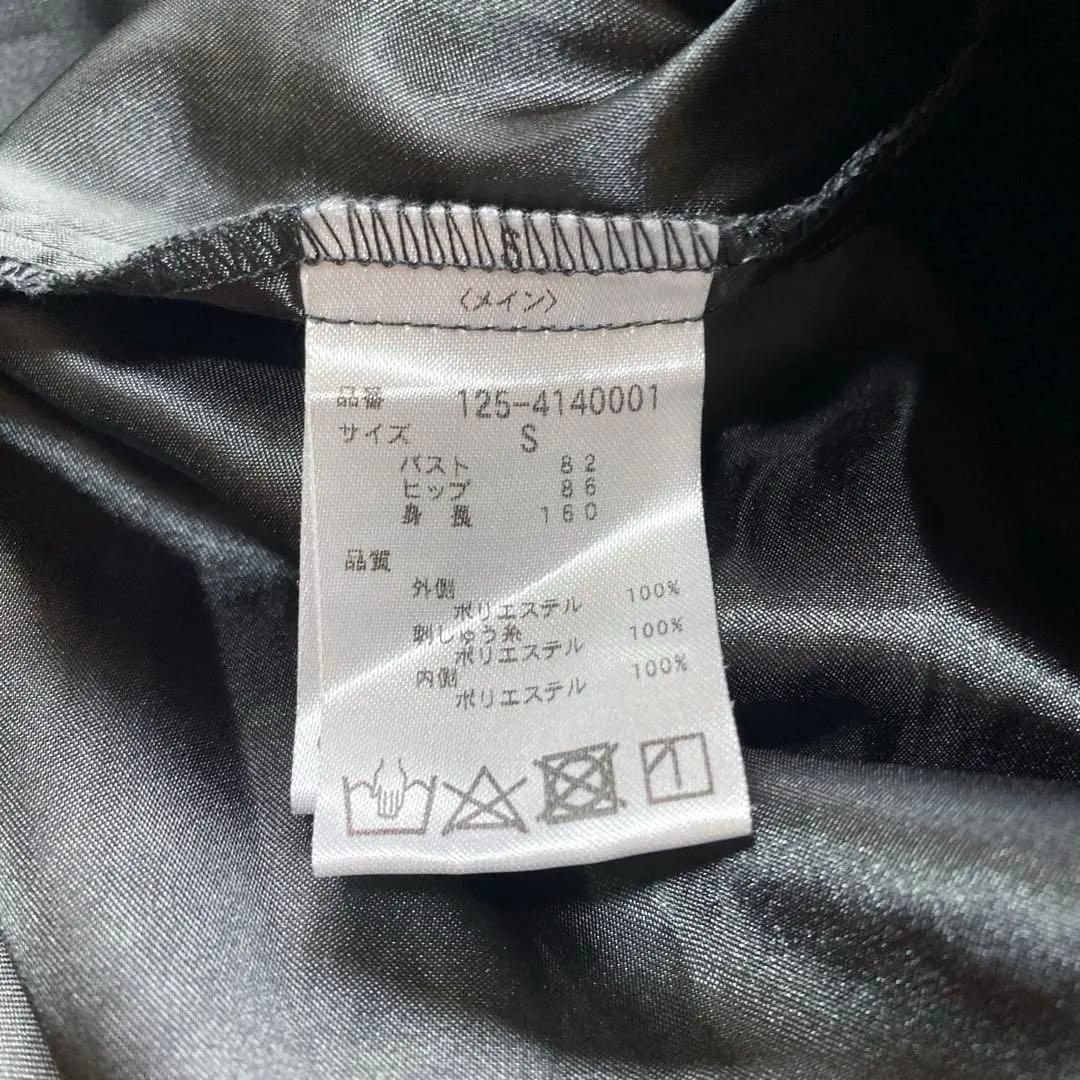 S
〈メイン〉
品番 125-4140001
サイズ S
バスト 82
ヒップ 86
身長 160
品質
外側
ポリエステル 100%
刺しゅう糸
ポリエステル 100%
内側
ポリエステル 100%